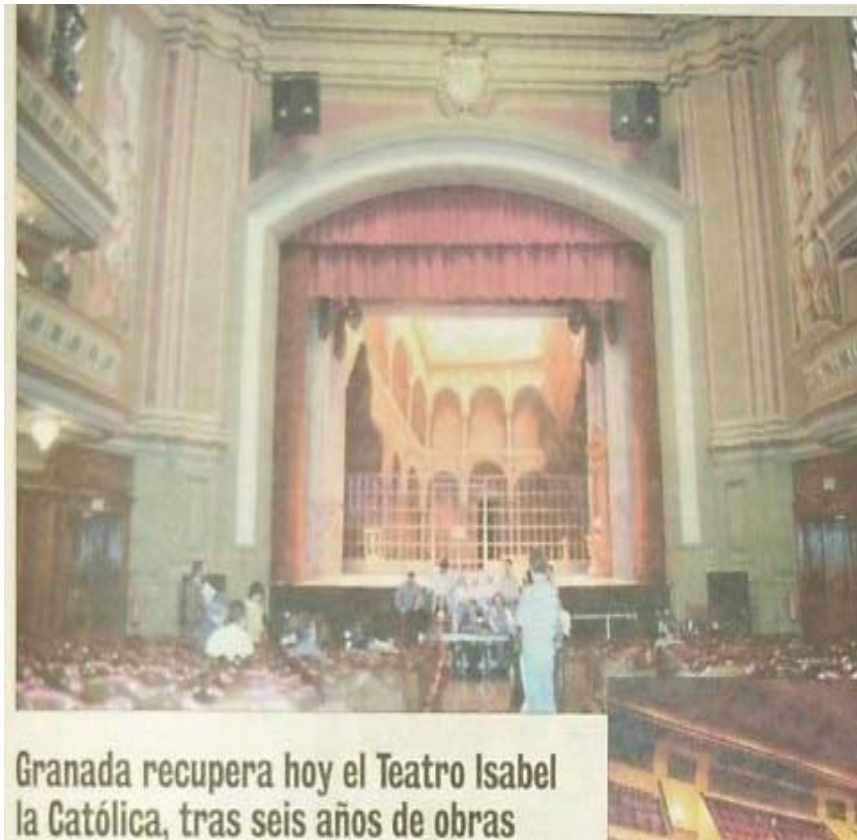 Granada recupera hoy el Teatro Isabel
la Católica, tras seis años de obras